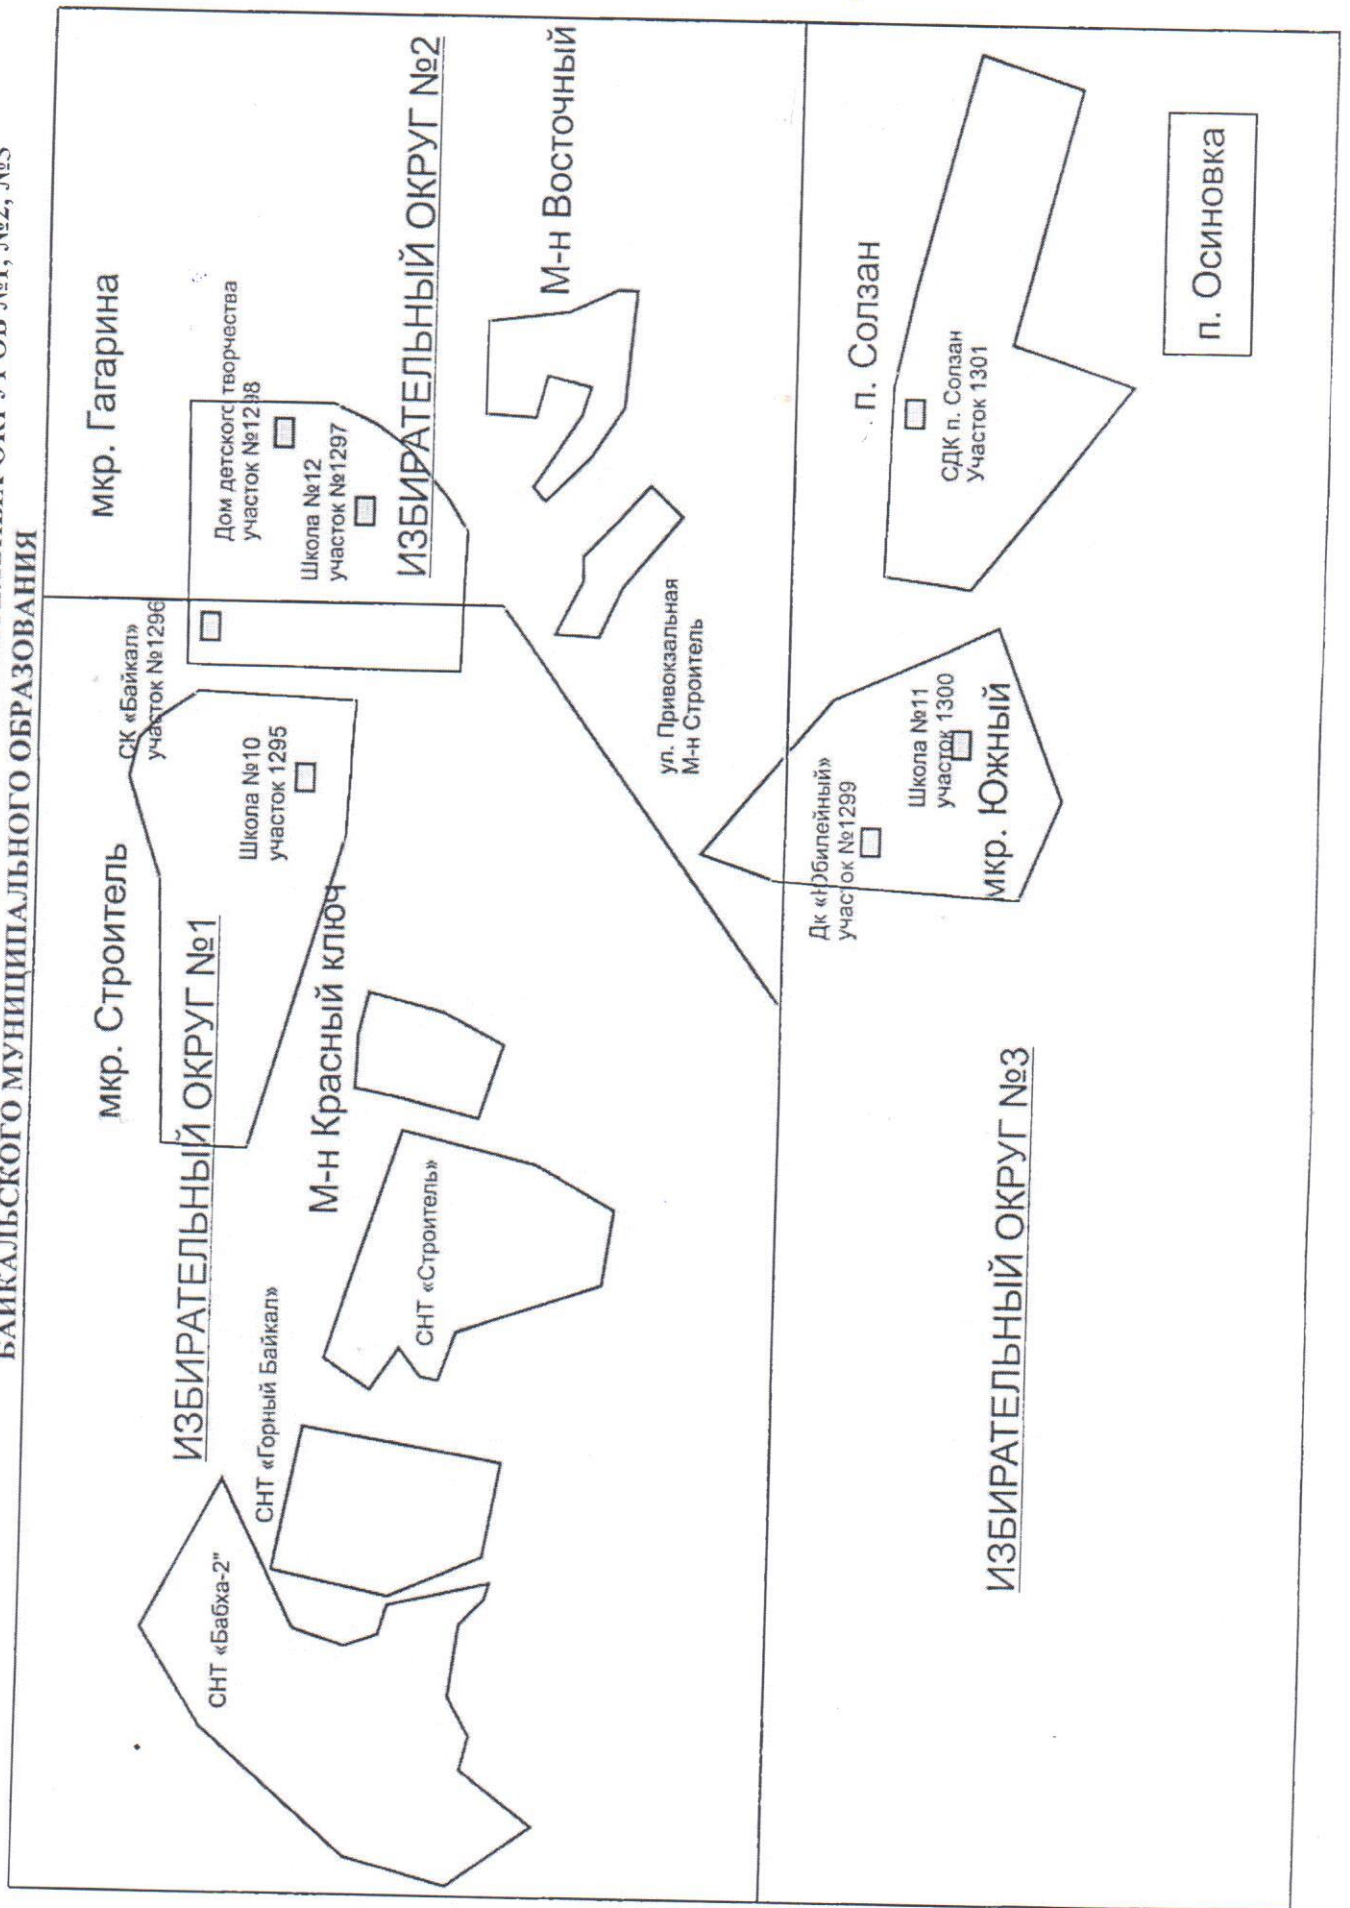 БАЙКАЛЬСКОГО МУНИЦИПАЛЬНОГО ОБРАЗОВАНИЯ
мкр. Строитель
СК «Байкал»
участок №1296
мкр. Гагарина
Дом детского творчества
участок №1298
Школа №12
участок №1297
Школа №10
участок 1295
ИЗБИРАТЕЛЬНЫЙ ОКРУГ №1
ИЗБИРАТЕЛЬНЫЙ ОКРУГ №2
СНТ «Бабха-2"
СНТ «Горный Байкал»
М-н Красный ключ
СНТ «Строитель»
М-н Восточный
ул. Привокзальная
М-н Строитель
Дк «Юбилейный»
участок №1299
Школа №11
участок 1300
мкр. Южный
п. Солзан
СДК п. Солзан
Участок 1301
ИЗБИРАТЕЛЬНЫЙ ОКРУГ №3
п. Осиновка